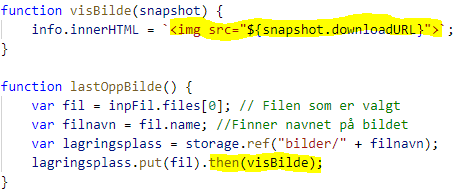 function visBilde(snapshot) {
    info.innerHTML = `<img src="${snapshot.downloadURL}">`;
}
function lastOppBilde() {
    var fil = inpFil.files[0]; // Filen som er valgt
    var filnavn = fil.name; //Finner navnet på bildet
    var lagringsplass = storage.ref("bilder/" + filnavn);
    lagringsplass.put(fil).then(visBilde);
}